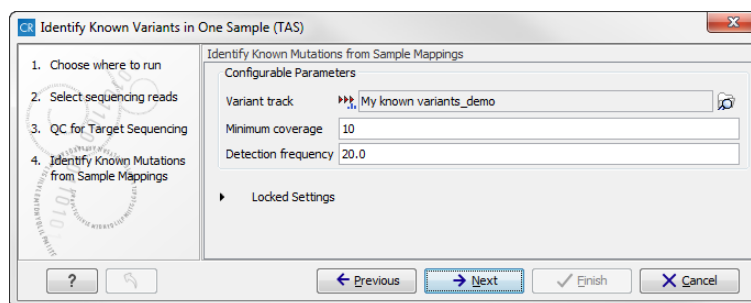 CR Identify Known Variants in One Sample (TAS)
x
1. Choose where to run
2. Select sequencing reads
3. QC for Target Sequencing
4. Identify Known Mutations
from Sample Mappings
Identify Known Mutations from Sample Mappings
Configurable Parameters
Variant track My known variants_demo
Minimum coverage 10
Detection frequency 20.0
Locked Settings
? Previous Next Finish Cancel